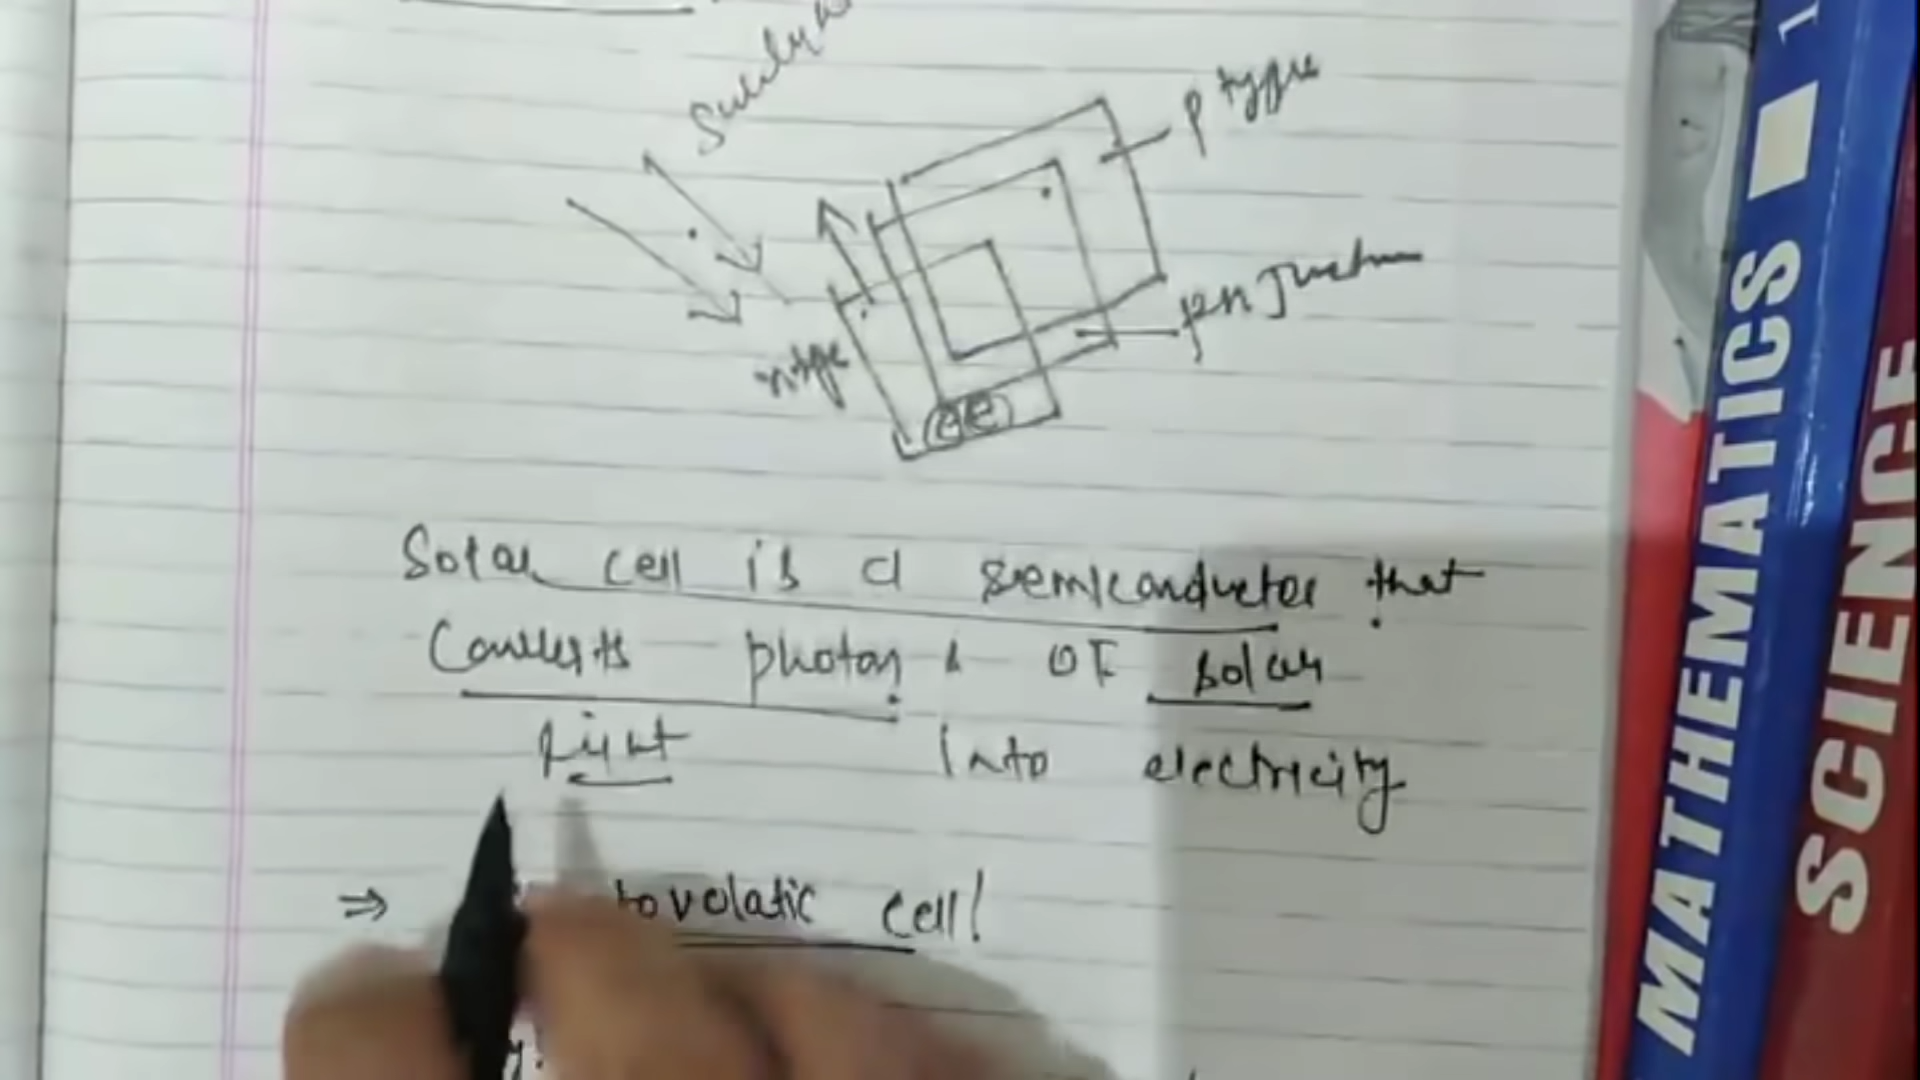 p type
pn Junction
n type
Solar cell is a semiconductor that
Converts photons of solar
light into electricity
⇒ tovolatic cell!
MATHEMATICS 1
SCIENCE